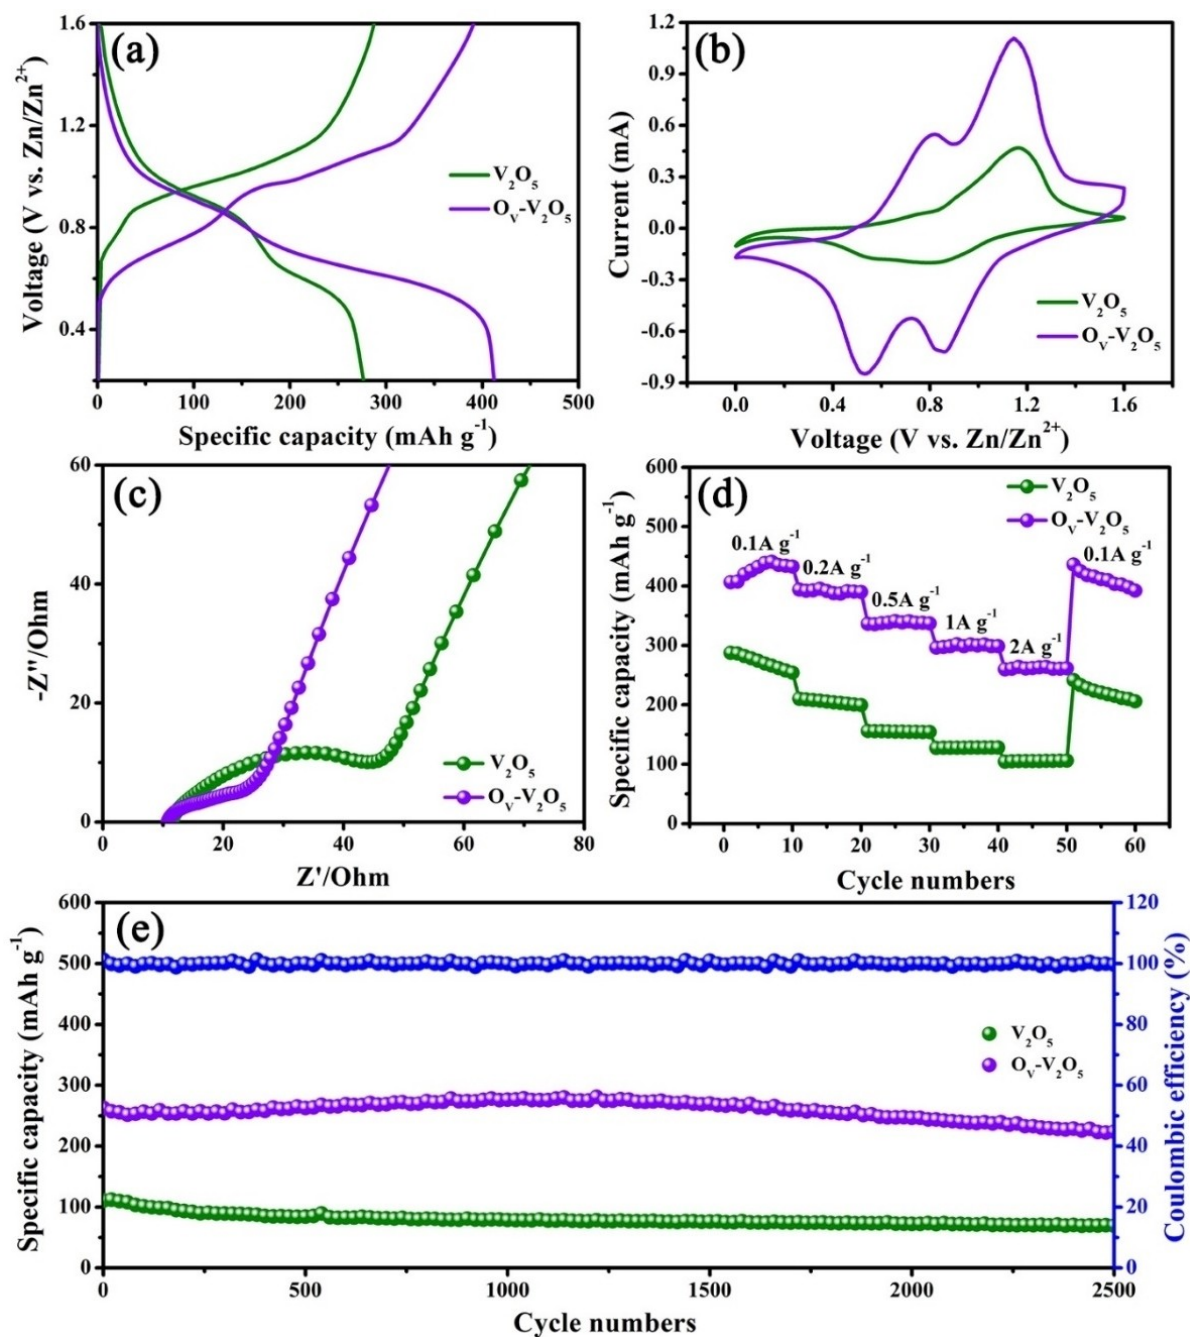 (a)
1.6
1.2
0.8
0.4
Voltage (V vs. Zn/Zn²⁺)
V₂O₅
Oᵥ-V₂O₅
0 100 200 300 400 500
Specific capacity (mAh g⁻¹)
(b)
1.2
0.9
0.6
0.3
0.0
-0.3
-0.6
-0.9
Current (mA)
V₂O₅
Oᵥ-V₂O₅
0.0 0.4 0.8 1.2 1.6
Voltage (V vs. Zn/Zn²⁺)
(c)
60
40
20
0
-Z''/Ohm
V₂O₅
Oᵥ-V₂O₅
0 20 40 60 80
Z'/Ohm
(d)
600
500
400
300
200
100
0
Specific capacity (mAh g⁻¹)
V₂O₅
Oᵥ-V₂O₅
0.1A g⁻¹
0.2A g⁻¹
0.5A g⁻¹
1A g⁻¹
2A g⁻¹
0.1A g⁻¹
0 10 20 30 40 50 60
Cycle numbers
(e)
600
500
400
300
200
100
0
Specific capacity (mAh g⁻¹)
V₂O₅
Oᵥ-V₂O₅
120
100
80
60
40
20
0
Coulombic efficiency (%)
0 500 1000 1500 2000 2500
Cycle numbers